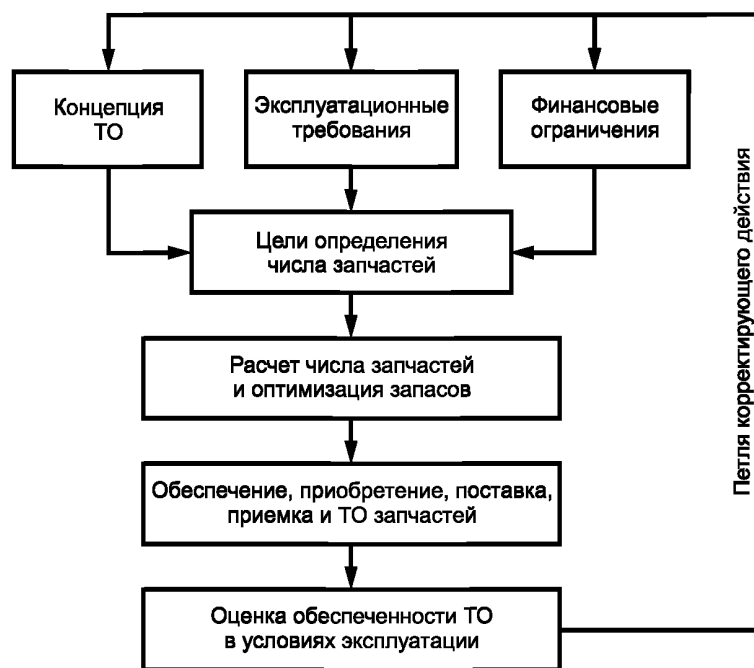 Концепция
ТО
Эксплуатационные
требования
Финансовые
ограничения
Цели определения
числа запчастей
Расчет числа запчастей
и оптимизация запасов
Обеспечение, приобретение, поставка,
приемка и ТО запчастей
Оценка обеспеченности ТО
в условиях эксплуатации
Петля корректирующего действия